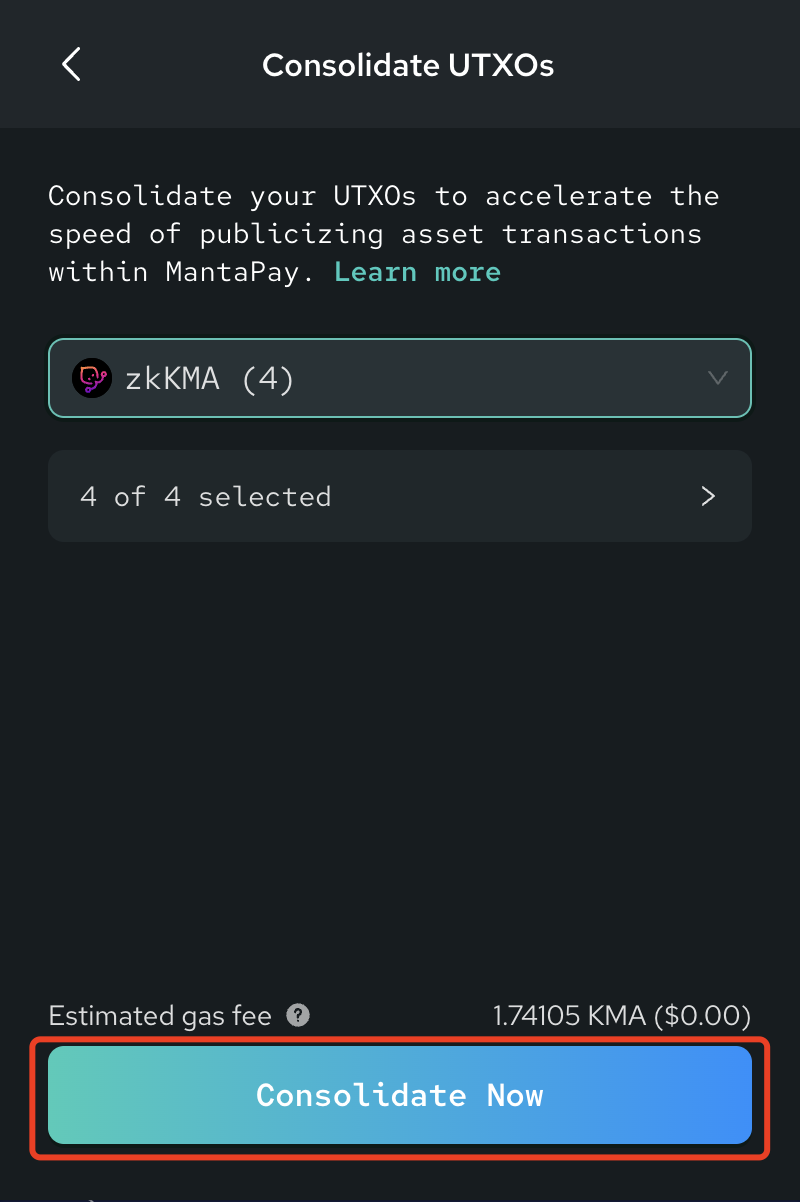 Consolidate UTXOs
Consolidate your UTXOs to accelerate the
speed of publicizing asset transactions
within MantaPay. Learn more
zkKMA (4)
4 of 4 selected
Estimated gas fee ? 1.74105 KMA ($0.00)
Consolidate Now